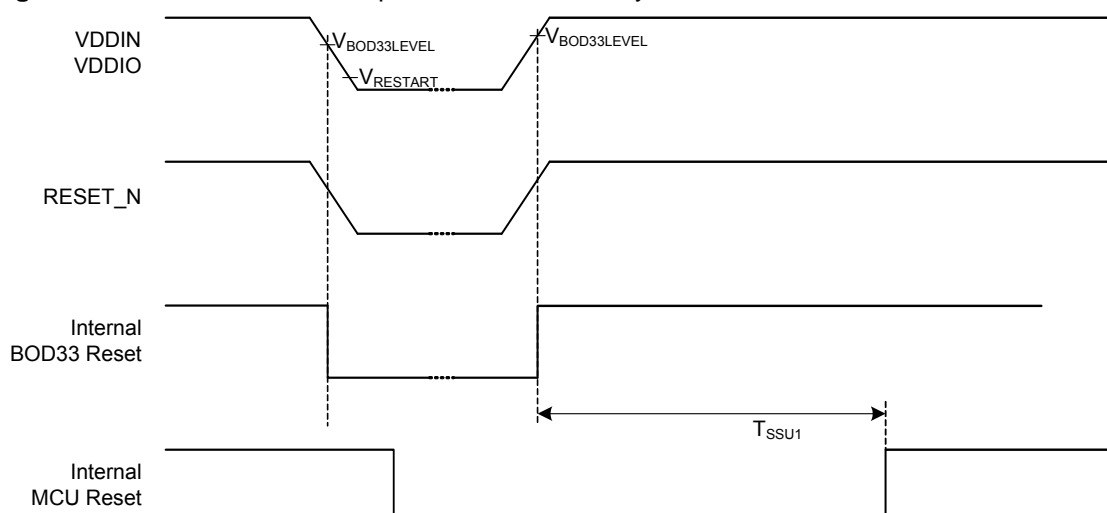 VDDIN
VDDIO
VBOD33LEVEL
VBOD33LEVEL
VRESTART
RESET_N
Internal
BOD33 Reset
TSSU1
Internal
MCU Reset